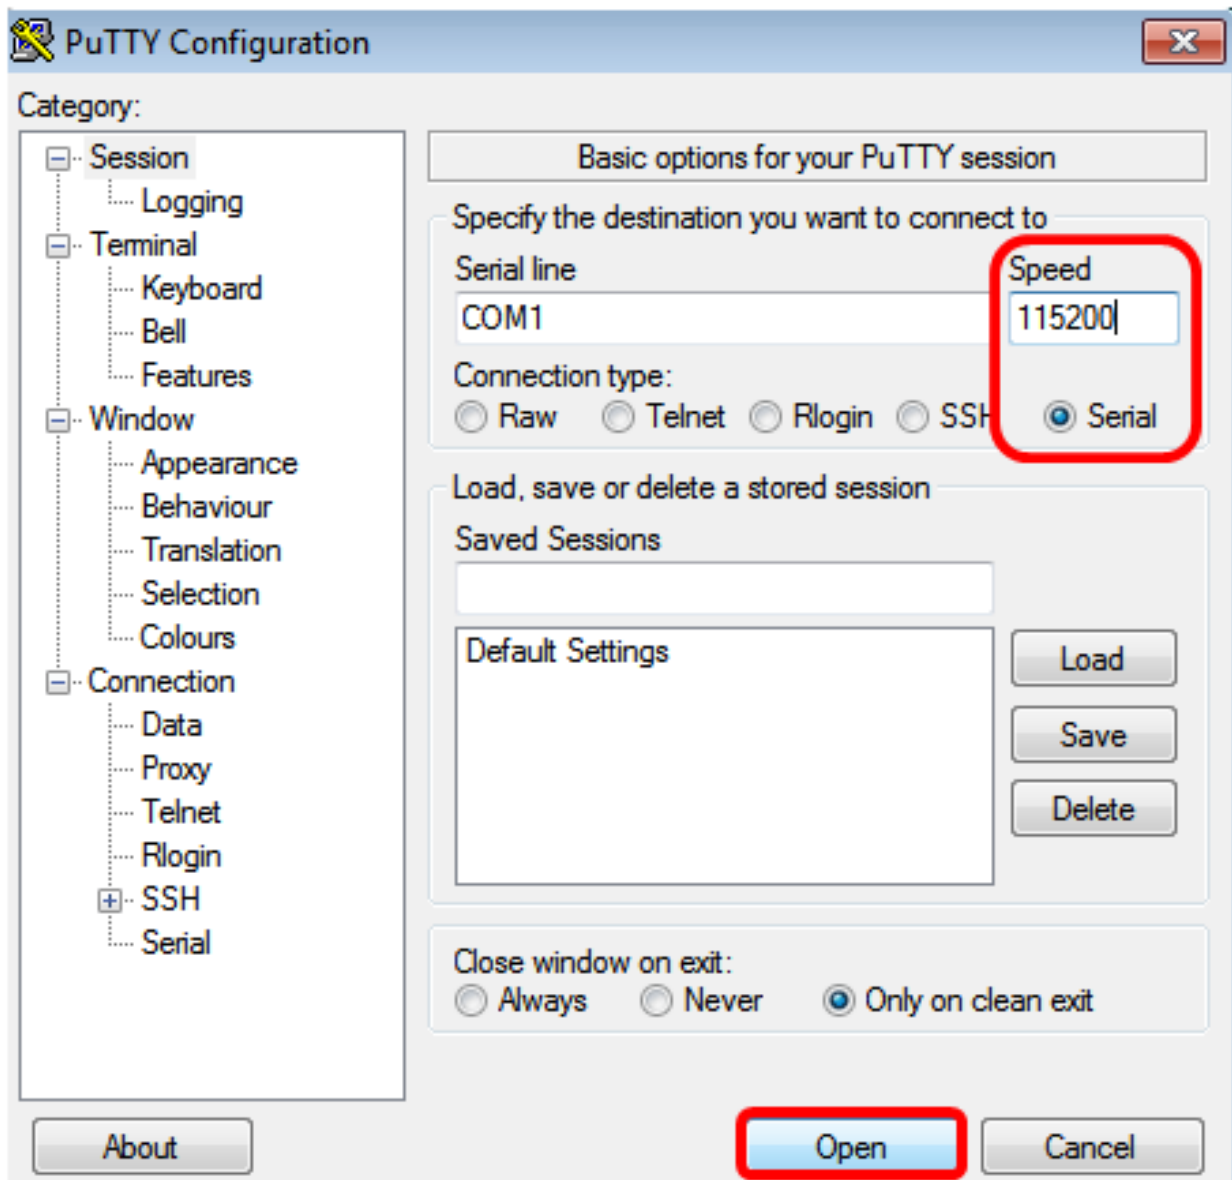 PuTTY Configuration
Category:
Session
Logging
Terminal
Keyboard
Bell
Features
Window
Appearance
Behaviour
Translation
Selection
Colours
Connection
Data
Proxy
Telnet
Rlogin
SSH
Serial
Basic options for your PuTTY session
Specify the destination you want to connect to
Serial line Speed
COM1 115200
Connection type:
Raw Telnet Rlogin SSH Serial
Load, save or delete a stored session
Saved Sessions
Default Settings
Load
Save
Delete
Close window on exit:
Always Never Only on clean exit
About Open Cancel